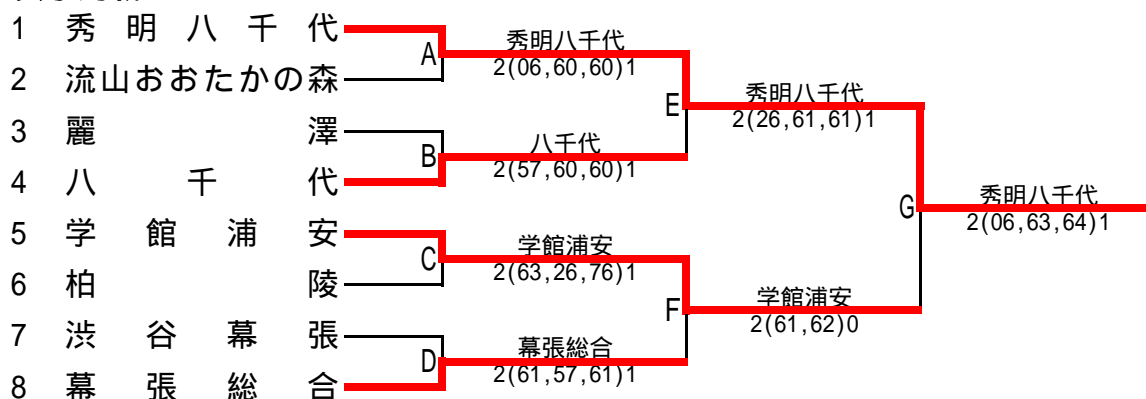 1 秀明八千代
2 流山おおたかの森
3 麗澤
4 八千代
5 学館浦安
6 柏陵
7 渋谷幕張
8 幕張総合
A 秀明八千代
2(06,60,60)1
B 八千代
2(57,60,60)1
C 学館浦安
2(63,26,76)1
D 幕張総合
2(61,57,61)1
E 秀明八千代
2(26,61,61)1
F 学館浦安
2(61,62)0
G 秀明八千代
2(06,63,64)1